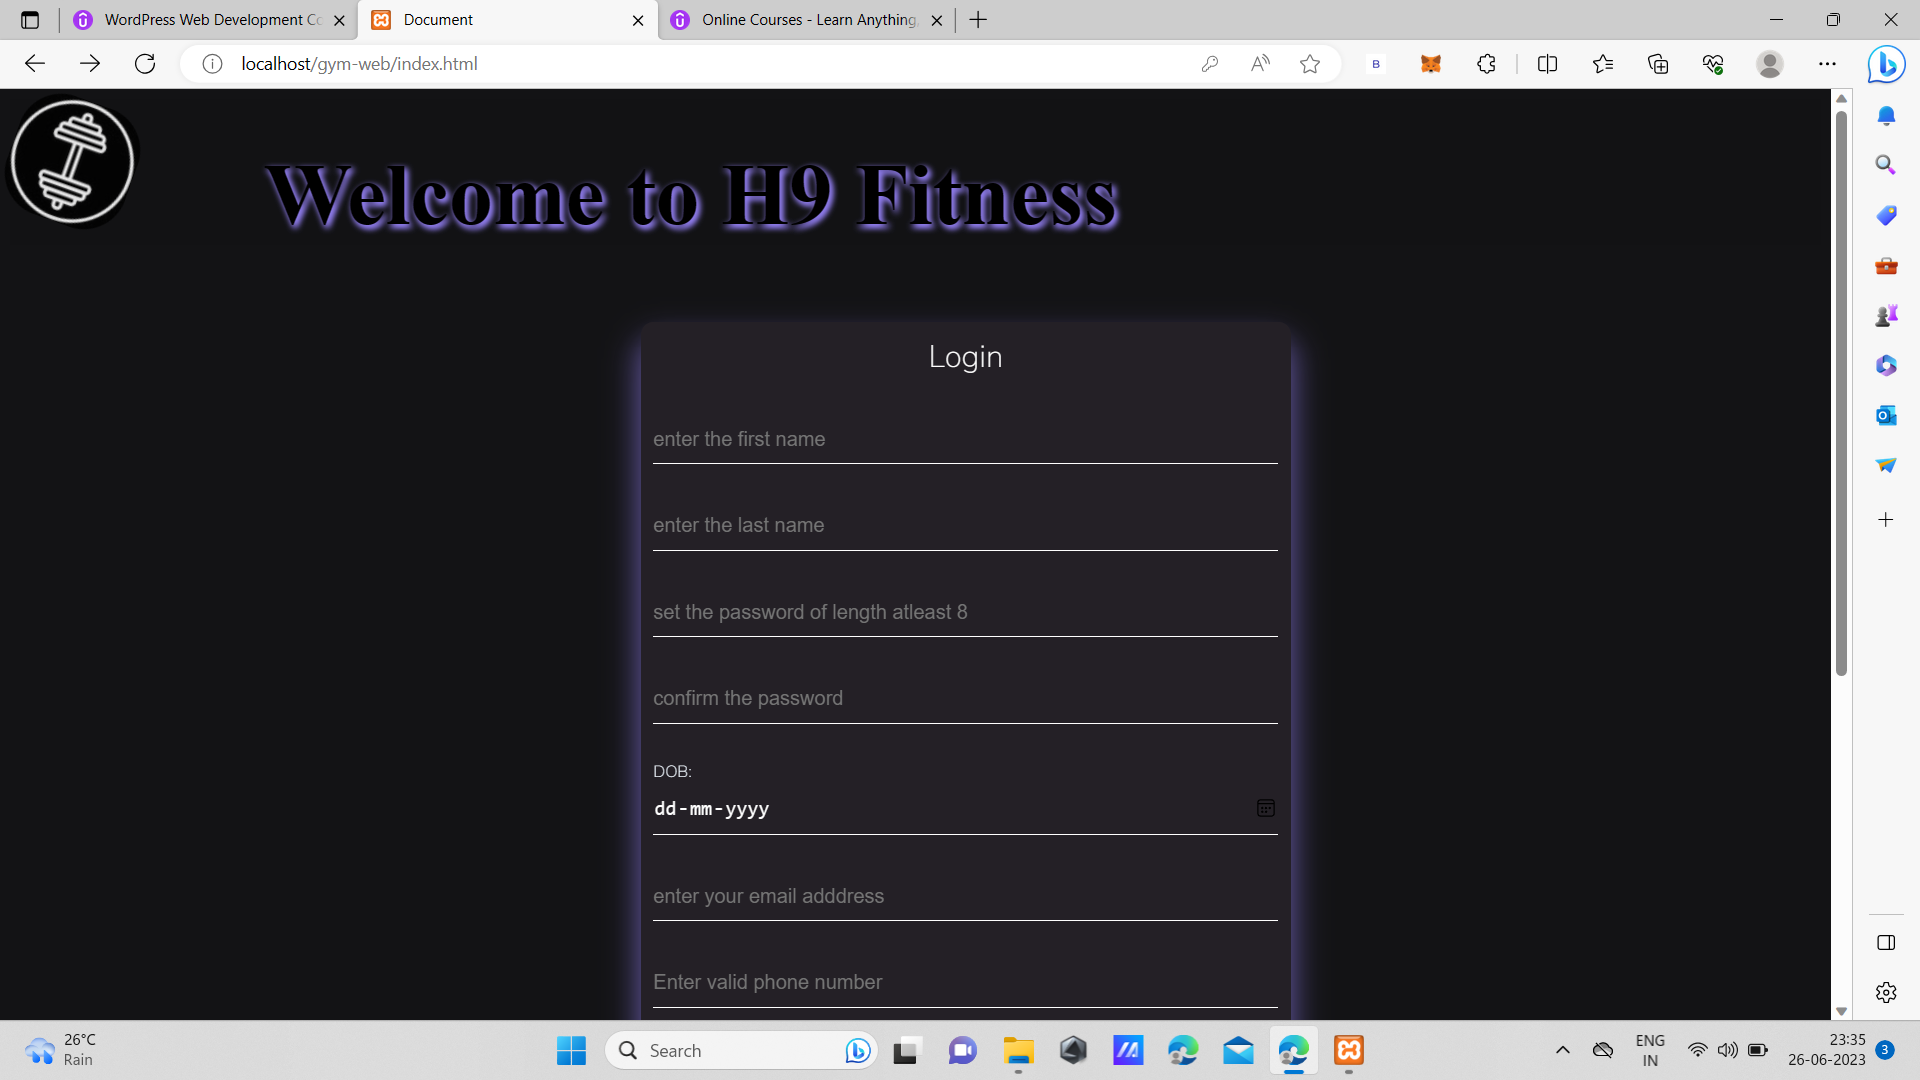 WordPress Web Development Co
Document
Online Courses - Learn Anything,
localhost/gym-web/index.html
B
Welcome to H9 Fitness
Login
enter the first name
enter the last name
set the password of length atleast 8
confirm the password
DOB:
dd-mm-yyyy
enter your email adddress
Enter valid phone number
26°C
Rain
Search
ENG
IN
23:35
26-06-2023
3